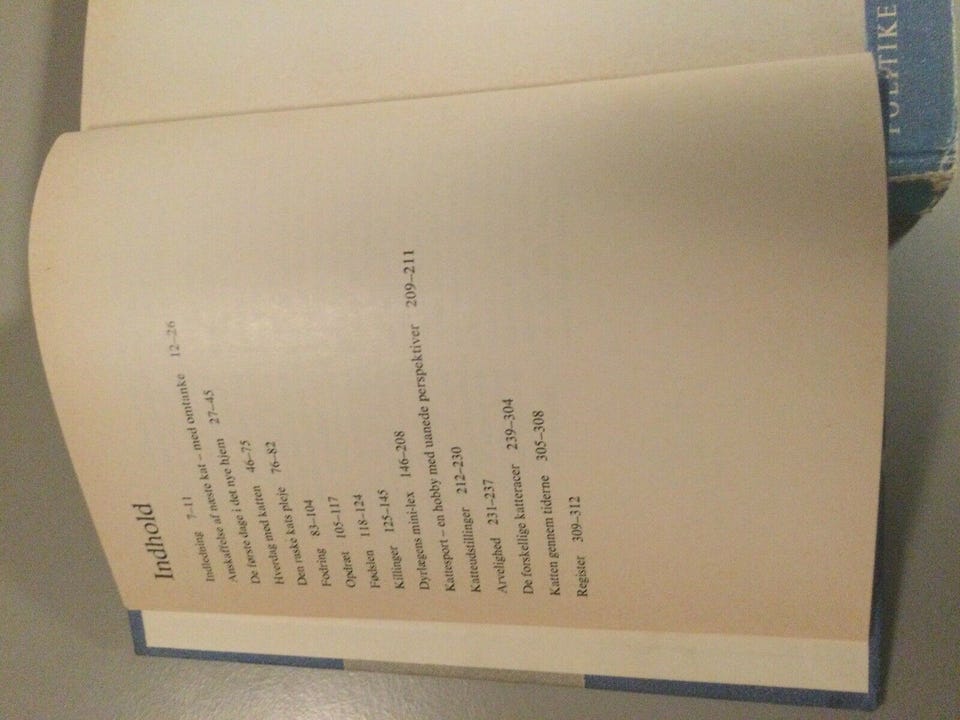 Indhold
Indledning 7–11
Anskaffelse af næste kat – med omtanke 12–26
De første dage i det nye hjem 27–45
Hverdag med katten 46–75
Den raske kats pleje 76–82
Fodring 83–104
Opdræt 105–117
Fødslen 118–124
Killinger 125–145
Dyrlægens mini-lex 146–208
Kattesport – en hobby med uanede perspektiver 209–211
Katteudstillinger 212–230
Arvelighed 231–237
De forskellige katteracer 239–304
Katten gennem tiderne 305–308
Register 309–312
POLITIKE